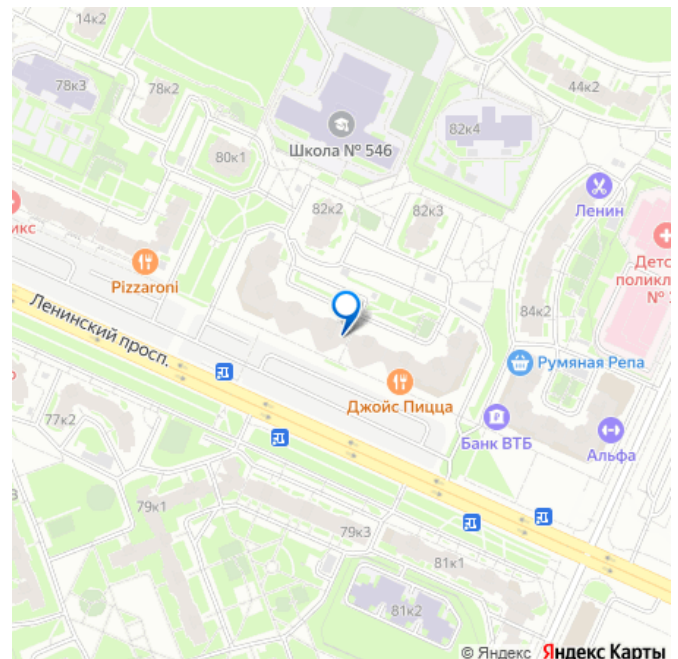 14к2
78к3
78к2
44к2
Школа № 546
82к4
80к1
Ленин
82к2
82к3
икс
Детс
поликл
№
Pizzaroni
84к2
Ленинский просп.
Румяная Репа
Джойс Пицца
77к2
Банк ВТБ
Альфа
79к1
79к3
81к1
81к2
© Яндекс Яндекс Карты